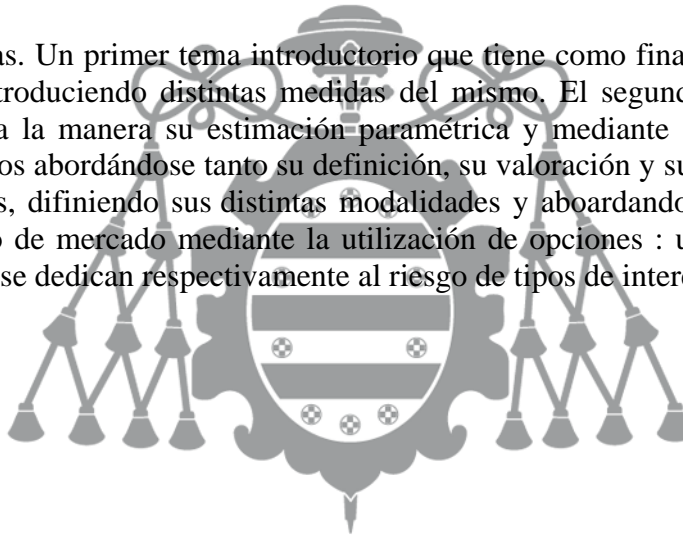 as. Un primer tema introductorio que tiene como fina
troduciendo distintas medidas del mismo. El segund
a la manera su estimación paramétrica y mediante
os abordándose tanto su definición, su valoración y su
s, difiniendo sus distintas modalidades y aboardando
o de mercado mediante la utilización de opciones : u
se dedican respectivamente al riesgo de tipos de intere